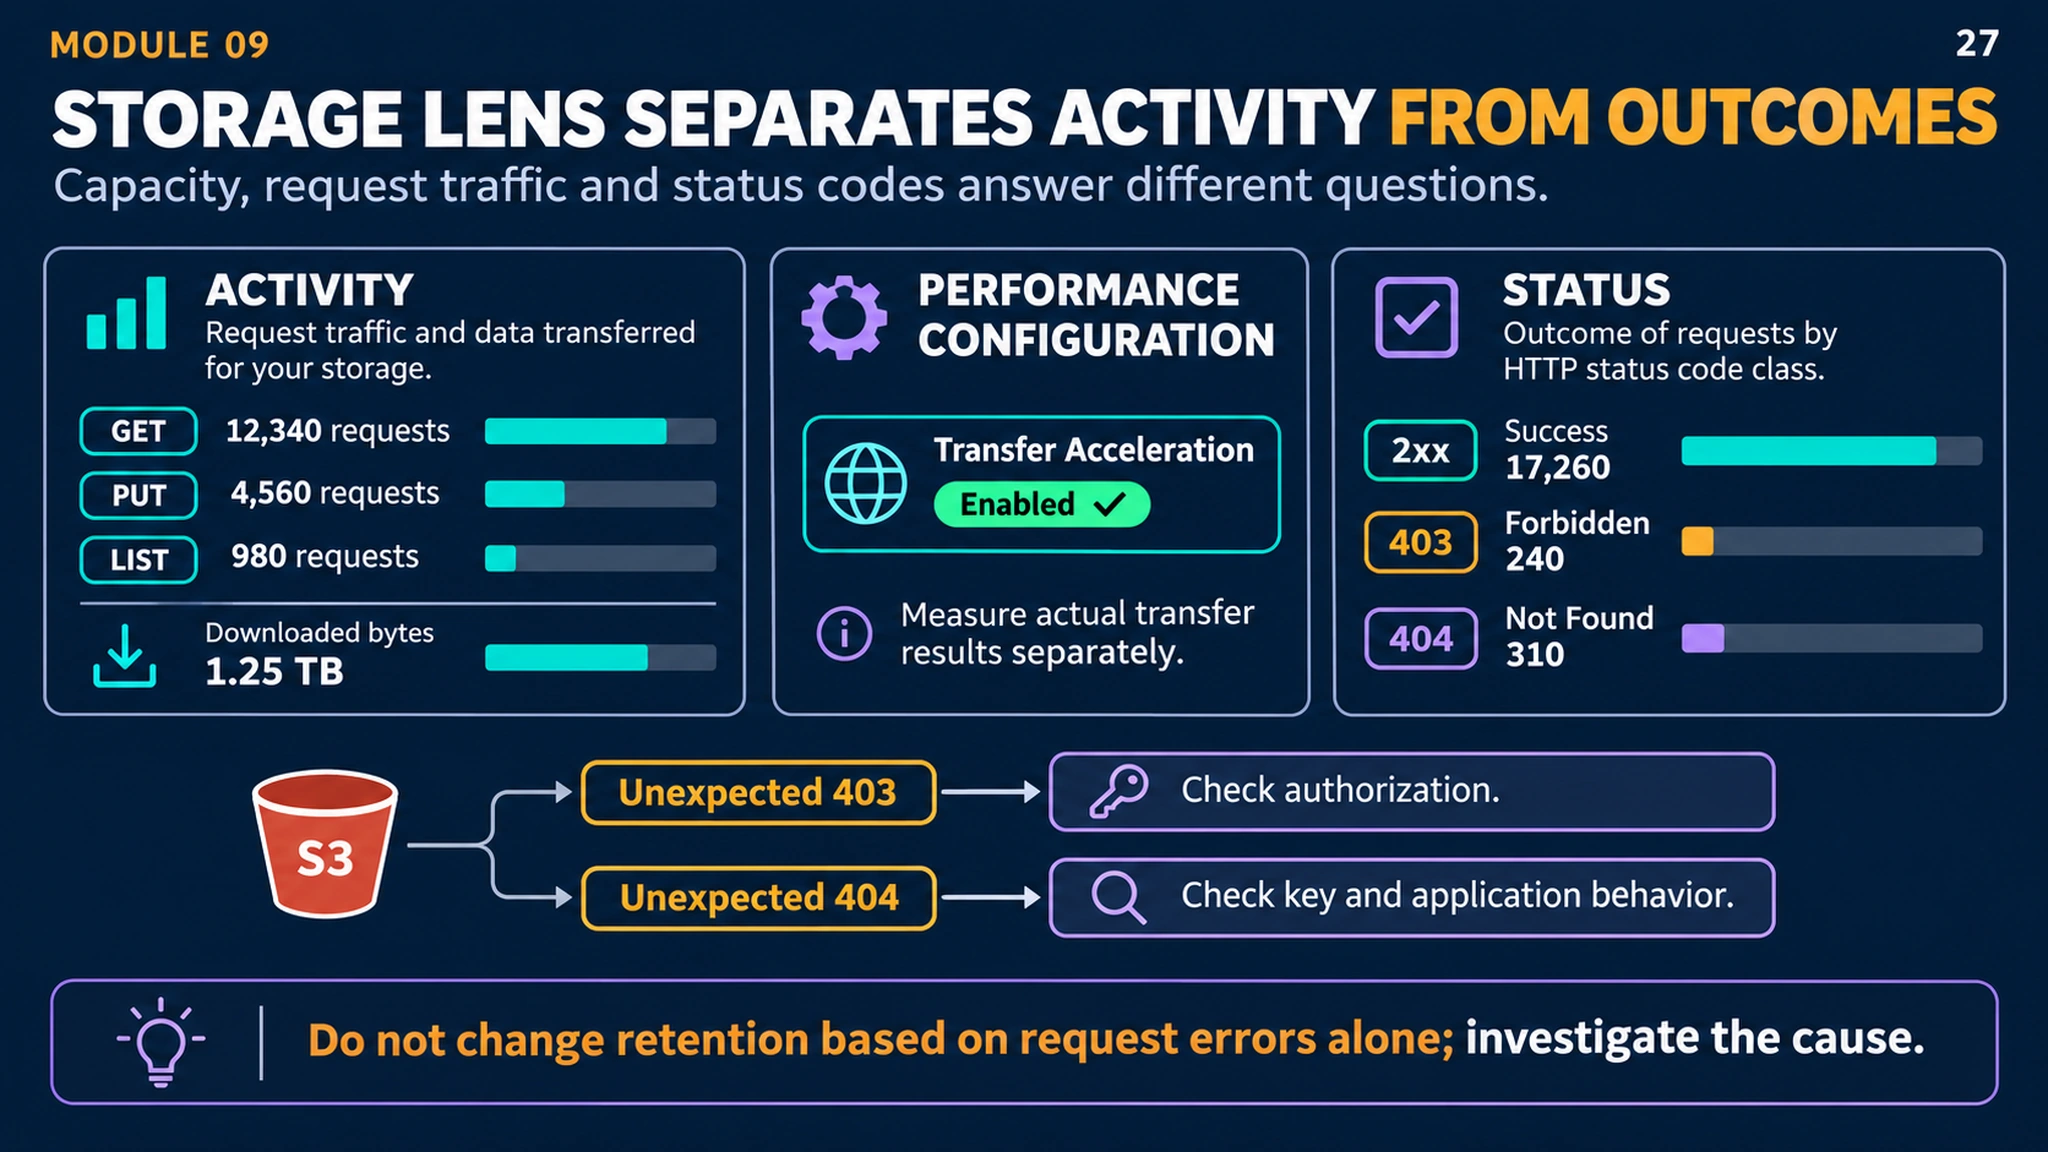 MODULE 09
27
STORAGE LENS SEPARATES ACTIVITY FROM OUTCOMES
Capacity, request traffic and status codes answer different questions.
ACTIVITY
Request traffic and data transferred
for your storage.
GET 12,340 requests
PUT 4,560 requests
LIST 980 requests
Downloaded bytes
1.25 TB
PERFORMANCE
CONFIGURATION
Transfer Acceleration
Enabled
Measure actual transfer
results separately.
STATUS
Outcome of requests by
HTTP status code class.
2xx
Success
17,260
403
Forbidden
240
404
Not Found
310
S3
Unexpected 403
Check authorization.
Unexpected 404
Check key and application behavior.
Do not change retention based on request errors alone; investigate the cause.